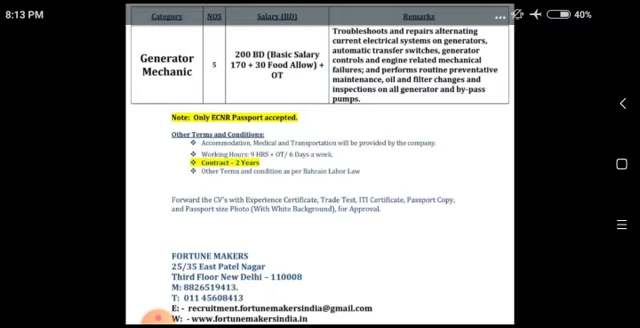 8:13 PM
40%
Category NOS Salary (BD) Remarks
Generator Mechanic
5
200 BD (Basic Salary
170 + 30 Food Allow) +
OT
Troubleshoots and repairs alternating
current electrical systems on generators,
automatic transfer switches, generator
controls and engine related mechanical
failures; and performs routine preventative
maintenance, oil and filter changes and
inspections on all generator and by-pass
pumps.
Note: Only ECNR Passport accepted.
Other Terms and Conditions:
❖ Accommodation, Medical and Transportation will be provided by the company.
❖ Working Hours: 9 HRS + OT/ 6 Days a week.
❖ Contract – 2 Years
❖ Other Terms and condition as per Bahrain Labor Law
Forward the CV's with Experience Certificate, Trade Test, ITI Certificate, Passport Copy,
and Passport size Photo (With White Background), for Approval.
FORTUNE MAKERS
25/35 East Patel Nagar
Third Floor New Delhi – 110008
M: 8826519413.
T: 011 45608413
E: - recruitment.fortunemakersindia@gmail.com
W: - www.fortunemakersindia.in